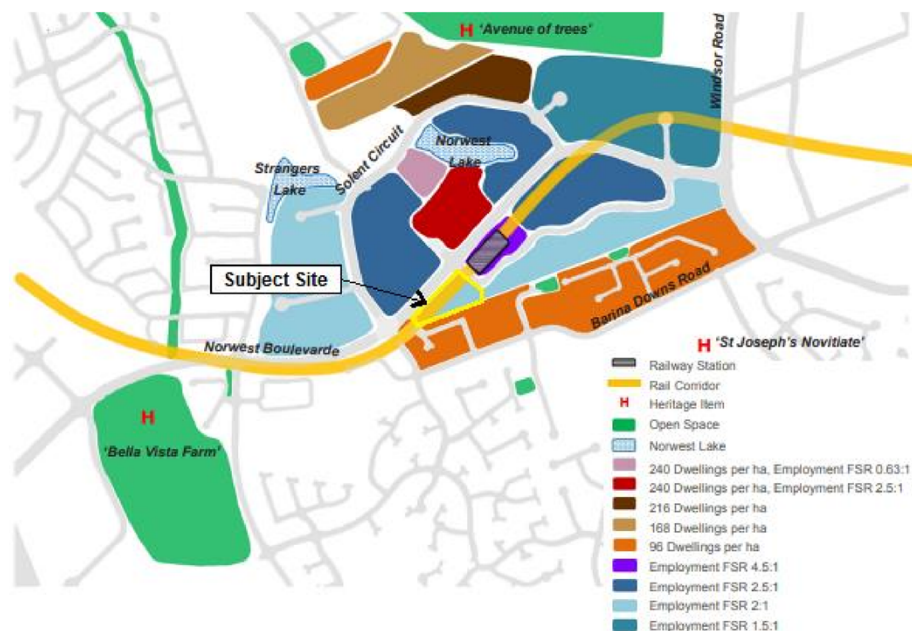 H 'Avenue of trees'
Windsor Road
Solent Circuit
Norwest
Lake
Strangers
Lake
Subject Site
Barina Downs Road
Norwest Boulevarde
H 'St Joseph's Novitiate'
H
'Bella Vista Farm'
Railway Station
Rail Corridor
H Heritage Item
Open Space
Norwest Lake
240 Dwellings per ha, Employment FSR 0.63:1
240 Dwellings per ha, Employment FSR 2.5:1
216 Dwellings per ha
168 Dwellings per ha
96 Dwellings per ha
Employment FSR 4.5:1
Employment FSR 2.5:1
Employment FSR 2:1
Employment FSR 1.5:1